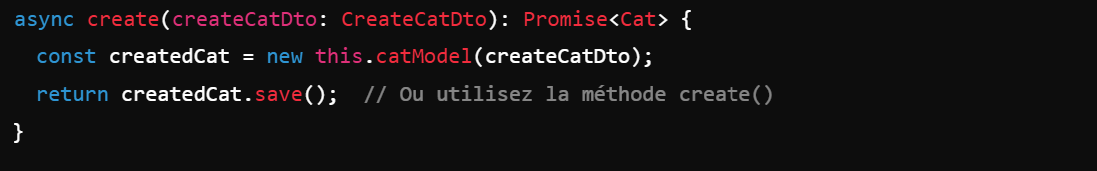 async create(createCatDto: CreateCatDto): Promise<Cat> {
  const createdCat = new this.catModel(createCatDto);
  return createdCat.save();  // Ou utilisez la méthode create()
}